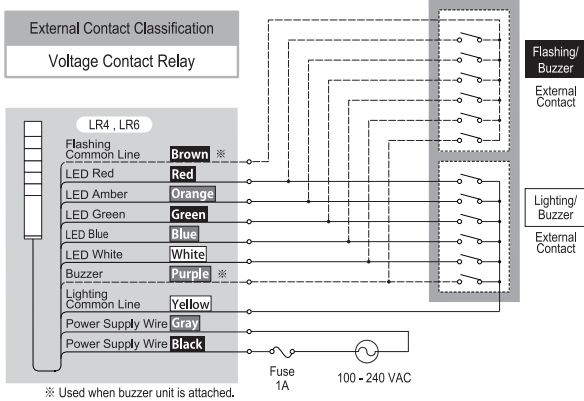 External Contact Classification
Voltage Contact Relay
LR4 , LR6
Flashing
Common Line Brown ※
LED Red Red
LED Amber Orange
LED Green Green
LED Blue Blue
LED White White
Buzzer Purple ※
Lighting
Common Line Yellow
Power Supply Wire Gray
Power Supply Wire Black
※ Used when buzzer unit is attached.
Fuse
1A
100 - 240 VAC
Flashing/
Buzzer
External
Contact
Lighting/
Buzzer
External
Contact